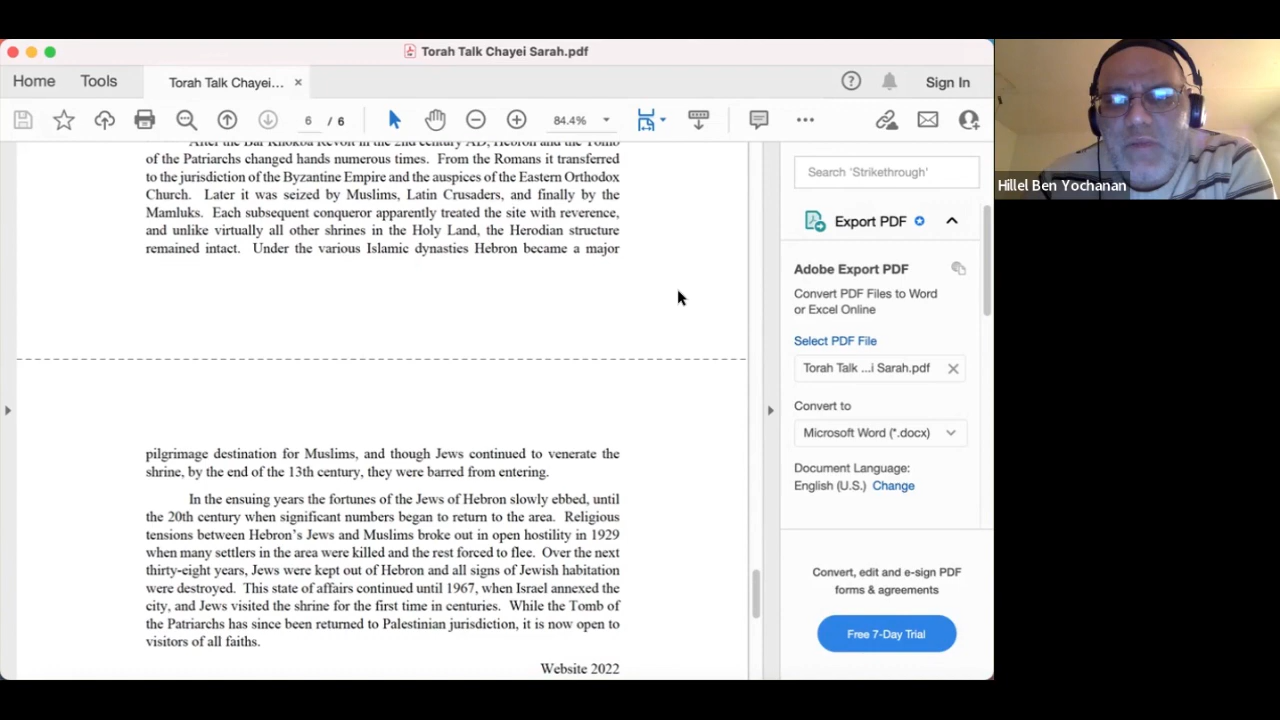 Torah Talk Chayei Sarah.pdf
Home
Tools
Torah Talk Chayei...
Sign In
6 / 6
84.4%
After the Bar Kokhba Revolt in the 2nd century AD, Hebron and the Tomb
of the Patriarchs changed hands numerous times. From the Romans it transferred
to the jurisdiction of the Byzantine Empire and the auspices of the Eastern Orthodox
Church. Later it was seized by Muslims, Latin Crusaders, and finally by the
Mamluks. Each subsequent conqueror apparently treated the site with reverence,
and unlike virtually all other shrines in the Holy Land, the Herodian structure
remained intact. Under the various Islamic dynasties Hebron became a major
pilgrimage destination for Muslims, and though Jews continued to venerate the
shrine, by the end of the 13th century, they were barred from entering.
In the ensuing years the fortunes of the Jews of Hebron slowly ebbed, until
the 20th century when significant numbers began to return to the area. Religious
tensions between Hebron's Jews and Muslims broke out in open hostility in 1929
when many settlers in the area were killed and the rest forced to flee. Over the next
thirty-eight years, Jews were kept out of Hebron and all signs of Jewish habitation
were destroyed. This state of affairs continued until 1967, when Israel annexed the
city, and Jews visited the shrine for the first time in centuries. While the Tomb of
the Patriarchs has since been returned to Palestinian jurisdiction, it is now open to
visitors of all faiths.
Website 2022
Search 'Strikethrough'
Export PDF
Adobe Export PDF
Convert PDF Files to Word
or Excel Online
Select PDF File
Torah Talk ...i Sarah.pdf
Convert to
Microsoft Word (*.docx)
Document Language:
English (U.S.) Change
Convert, edit and e-sign PDF
forms & agreements
Free 7-Day Trial
Hillel Ben Yochanan